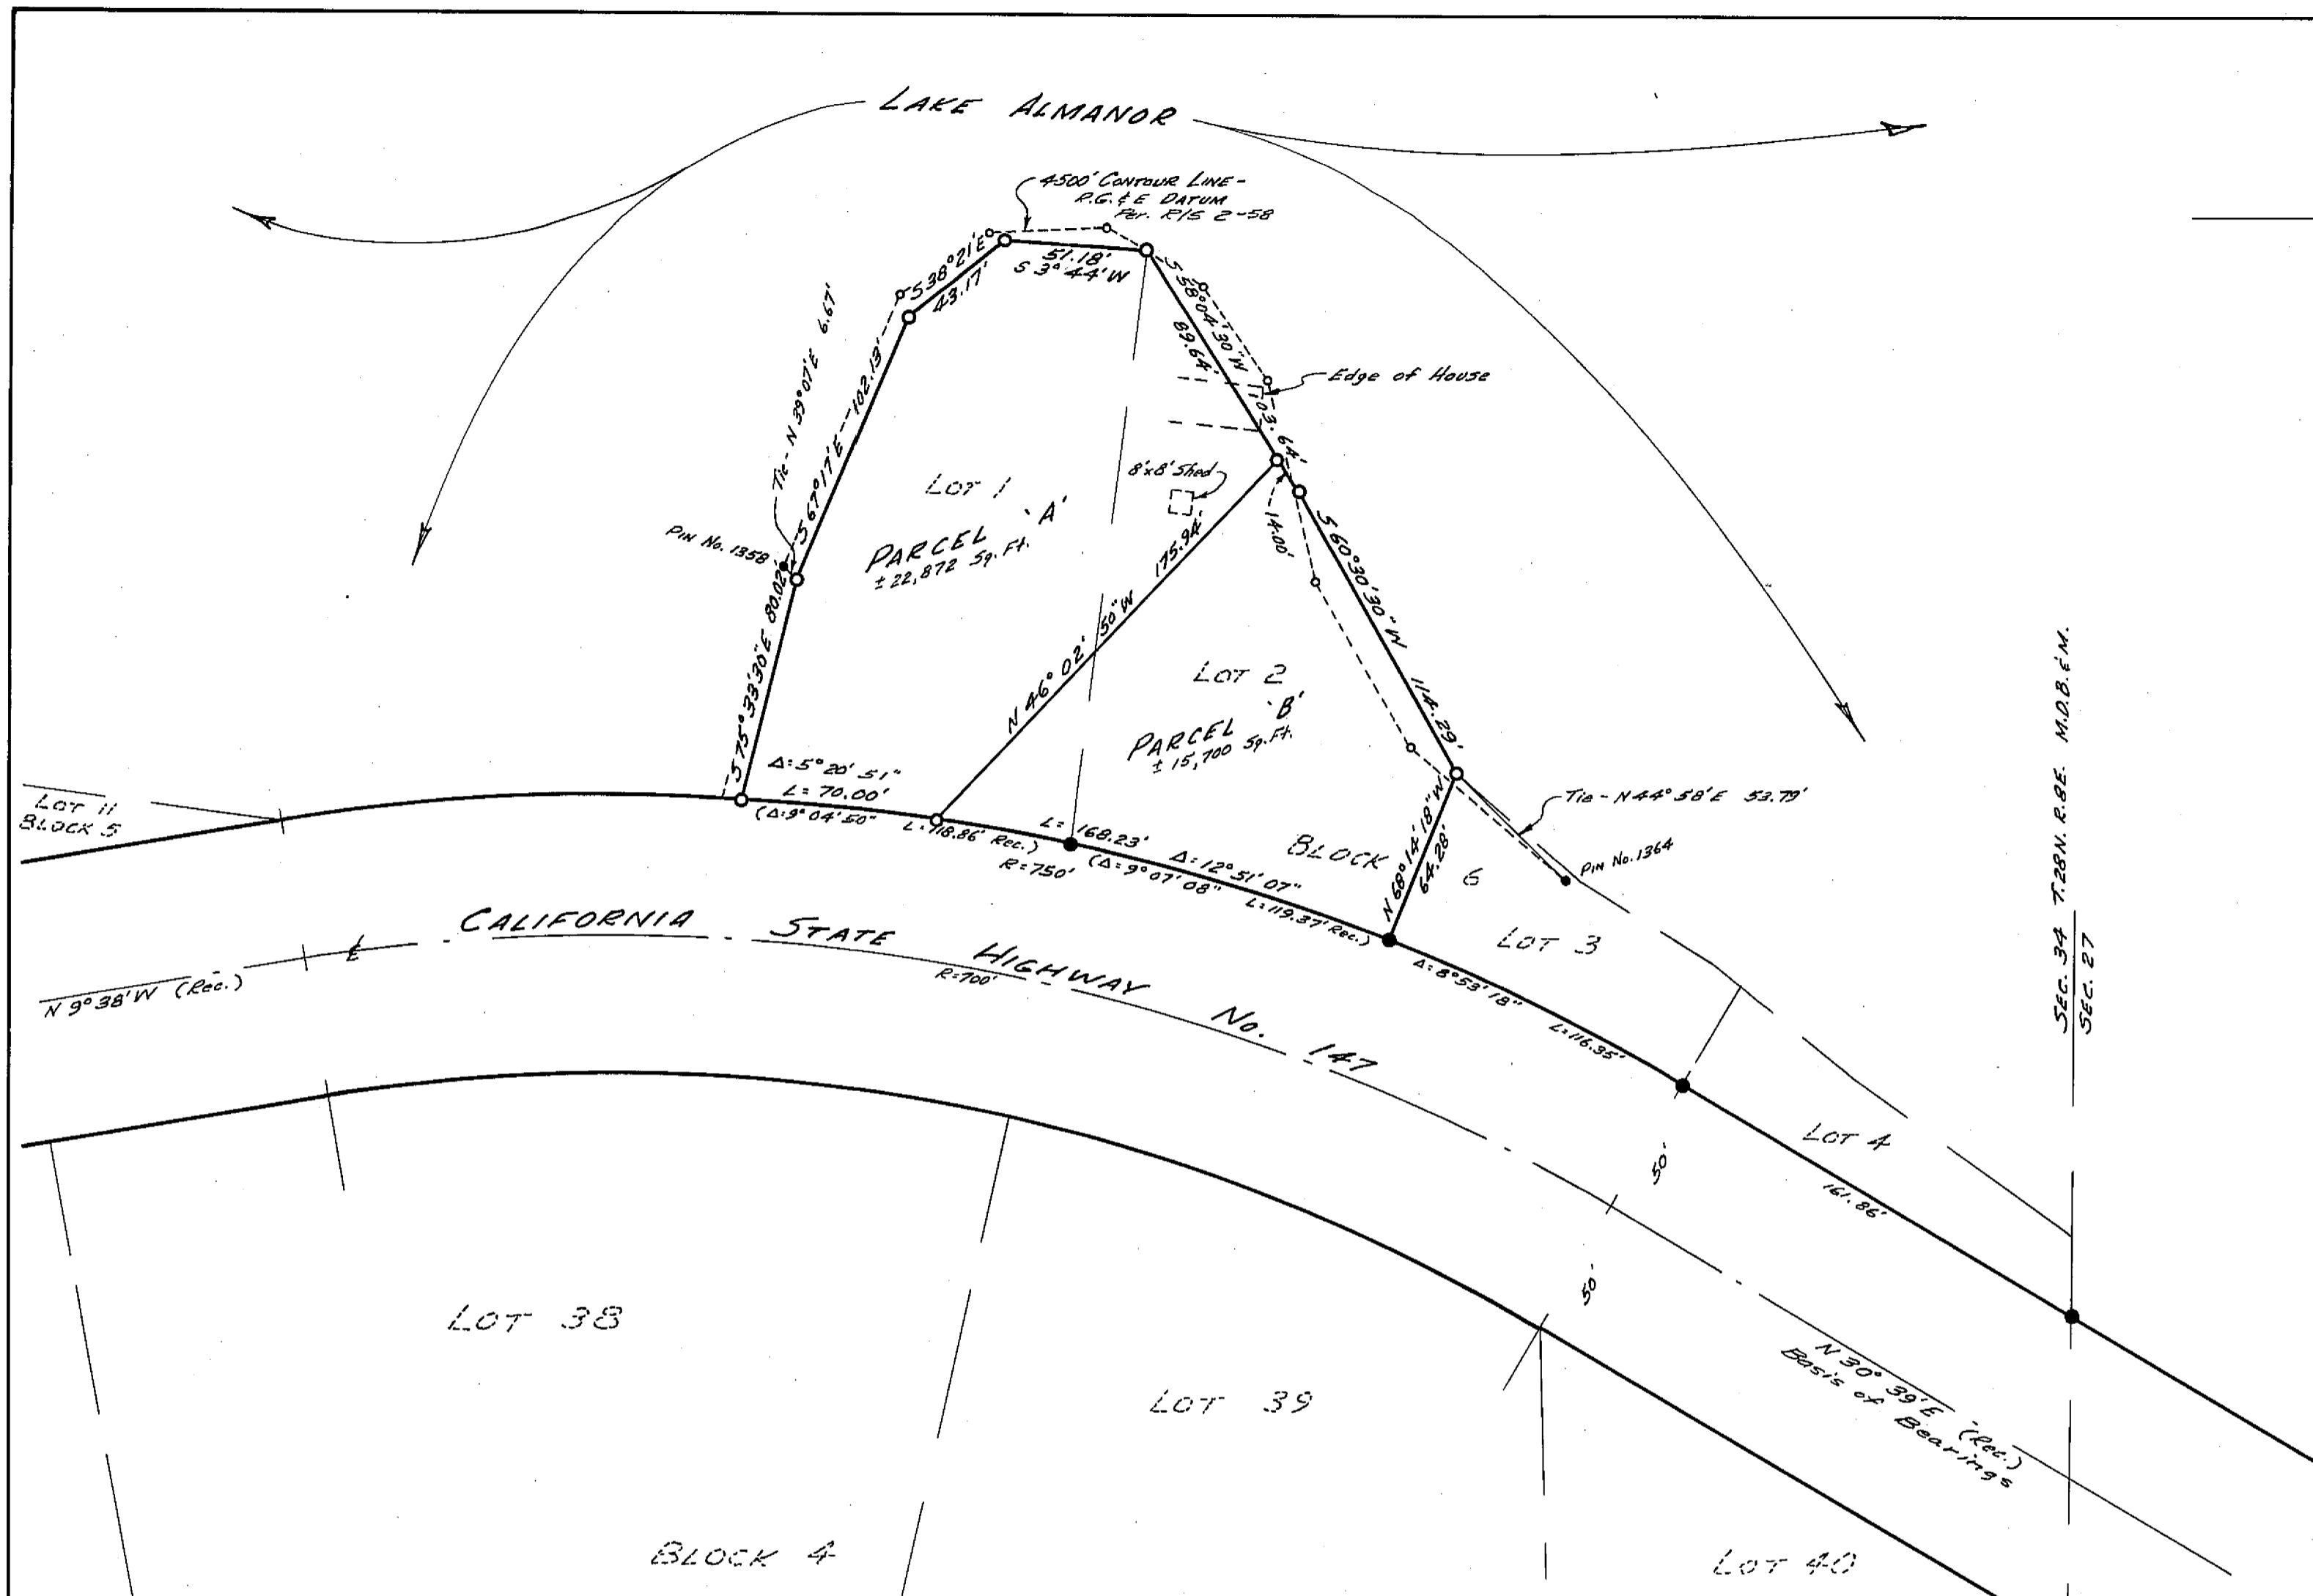 LAKE ALMANOR
4500' CONTOUR LINE -
P.G. & E DATUM
Per. R/S 2-58
S 38° 21' E
43.17'
51.18'
S 3° 44' W
S 58° 04' 30" W
89.64'
103.64'
Edge of House
8'x8' Shed
14.00'
Tie - N 39° 07' E 6.67'
S 67° 17' E 102.13'
PIN No. 1358
S 75° 33' 30" E 80.02'
LOT 1
PARCEL 'A'
± 22,872 Sq. Ft.
N 46° 02' 50" W 175.94'
S 60° 30' 30" W 114.29'
LOT 2
PARCEL 'B'
± 15,700 Sq. Ft.
Tie - N 44° 58' E 53.79'
PIN No. 1364
N 68° 14' 18" W
64.28'
BLOCK 6
LOT 3
LOT 11
BLOCK 5
Δ = 5° 20' 51"
L = 70.00'
(Δ = 9° 04' 50" L = 118.86' Rec.)
L = 168.23' Δ = 12° 51' 07"
R = 750' (Δ = 9° 07' 08" L = 119.37' Rec.)
Δ = 8° 53' 18" L = 116.35'
SEC. 34 T. 28 N. R. 8 E. M.D.B. & M.
SEC. 27
℄ CALIFORNIA STATE HIGHWAY No. 147
R = 700'
N 9° 38' W (Rec.)
LOT 4
161.86'
50'
50'
N 30° 39' E (Rec.)
Basis of Bearings
LOT 38
LOT 39
BLOCK 4
LOT 40